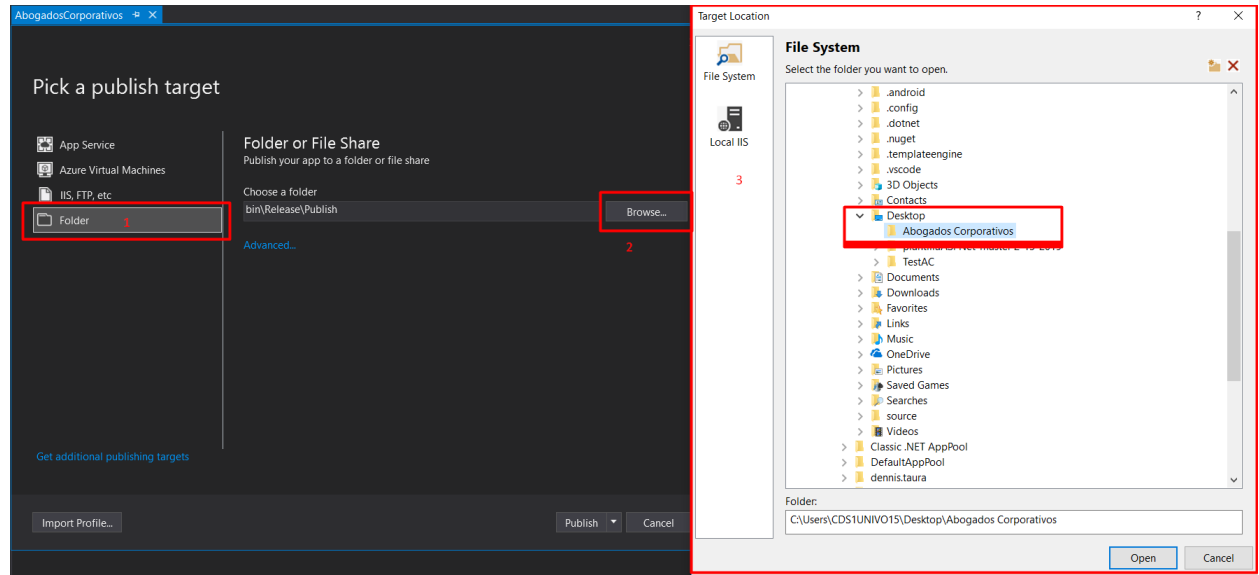 AbogadosCorporativos
Pick a publish target
App Service
Azure Virtual Machines
IIS, FTP, etc
Folder
1
Folder or File Share
Publish your app to a folder or file share
Choose a folder
bin\Release\Publish
Browse...
2
Advanced...
Get additional publishing targets
Import Profile...
Publish
Cancel
Target Location
?
File System
Local IIS
3
File System
Select the folder you want to open.
.android
.config
.dotnet
.nuget
.templateengine
.vscode
3D Objects
Contacts
Desktop
Abogados Corporativos
TestAC
Documents
Downloads
Favorites
Links
Music
OneDrive
Pictures
Saved Games
Searches
source
Videos
Classic .NET AppPool
DefaultAppPool
dennis.taura
Folder:
C:\Users\CDS1UNIVO15\Desktop\Abogados Corporativos
Open
Cancel